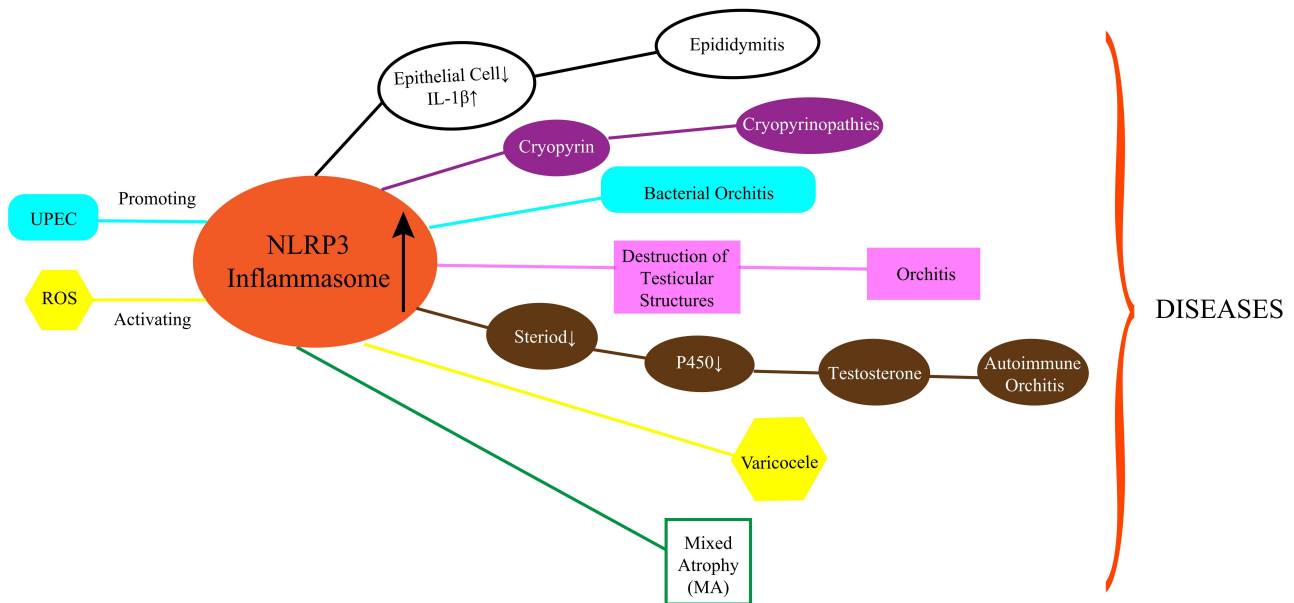 Epididymitis
Epithelial Cell↓
IL-1β↑
Cryopyrin
Cryopyrinopathies
Promoting
UPEC
Bacterial Orchitis
NLRP3
Inflammasome
Destruction of
Testicular
Structures
Orchitis
ROS
Activating
DISEASES
Steriod↓
P450↓
Testosterone
Autoimmune
Orchitis
Varicocele
Mixed
Atrophy
(MA)